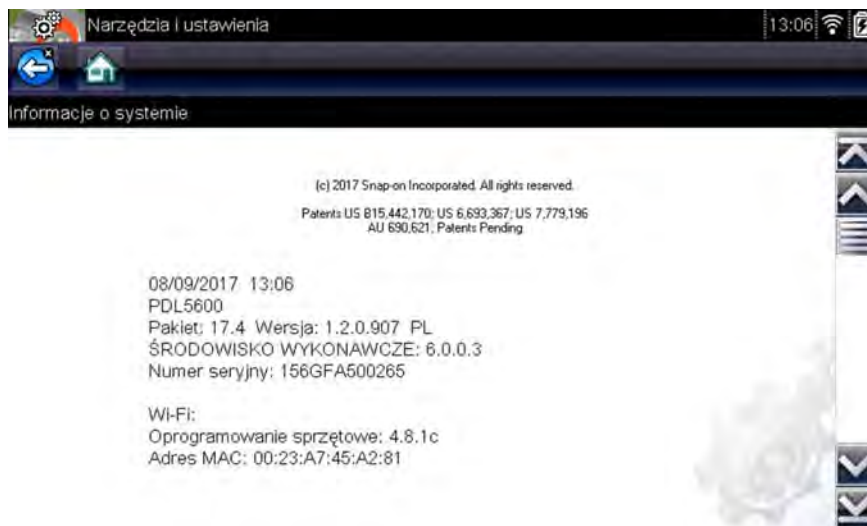 Narzędzia i ustawienia 13:06
Informacje o systemie
(c) 2017 Snap-on Incorporated. All rights reserved.
Patents US B15,442,170; US 6,693,367; US 7,779,196
AU 690,621; Patents Pending
08/09/2017 13:06
PDL5600
Pakiet: 17.4 Wersja: 1.2.0.907 PL
ŚRODOWISKO WYKONAWCZE: 6.0.0.3
Numer seryjny: 156GFA500265
Wi-Fi:
Oprogramowanie sprzętowe: 4.8.1c
Adres MAC: 00:23:A7:45:A2:81